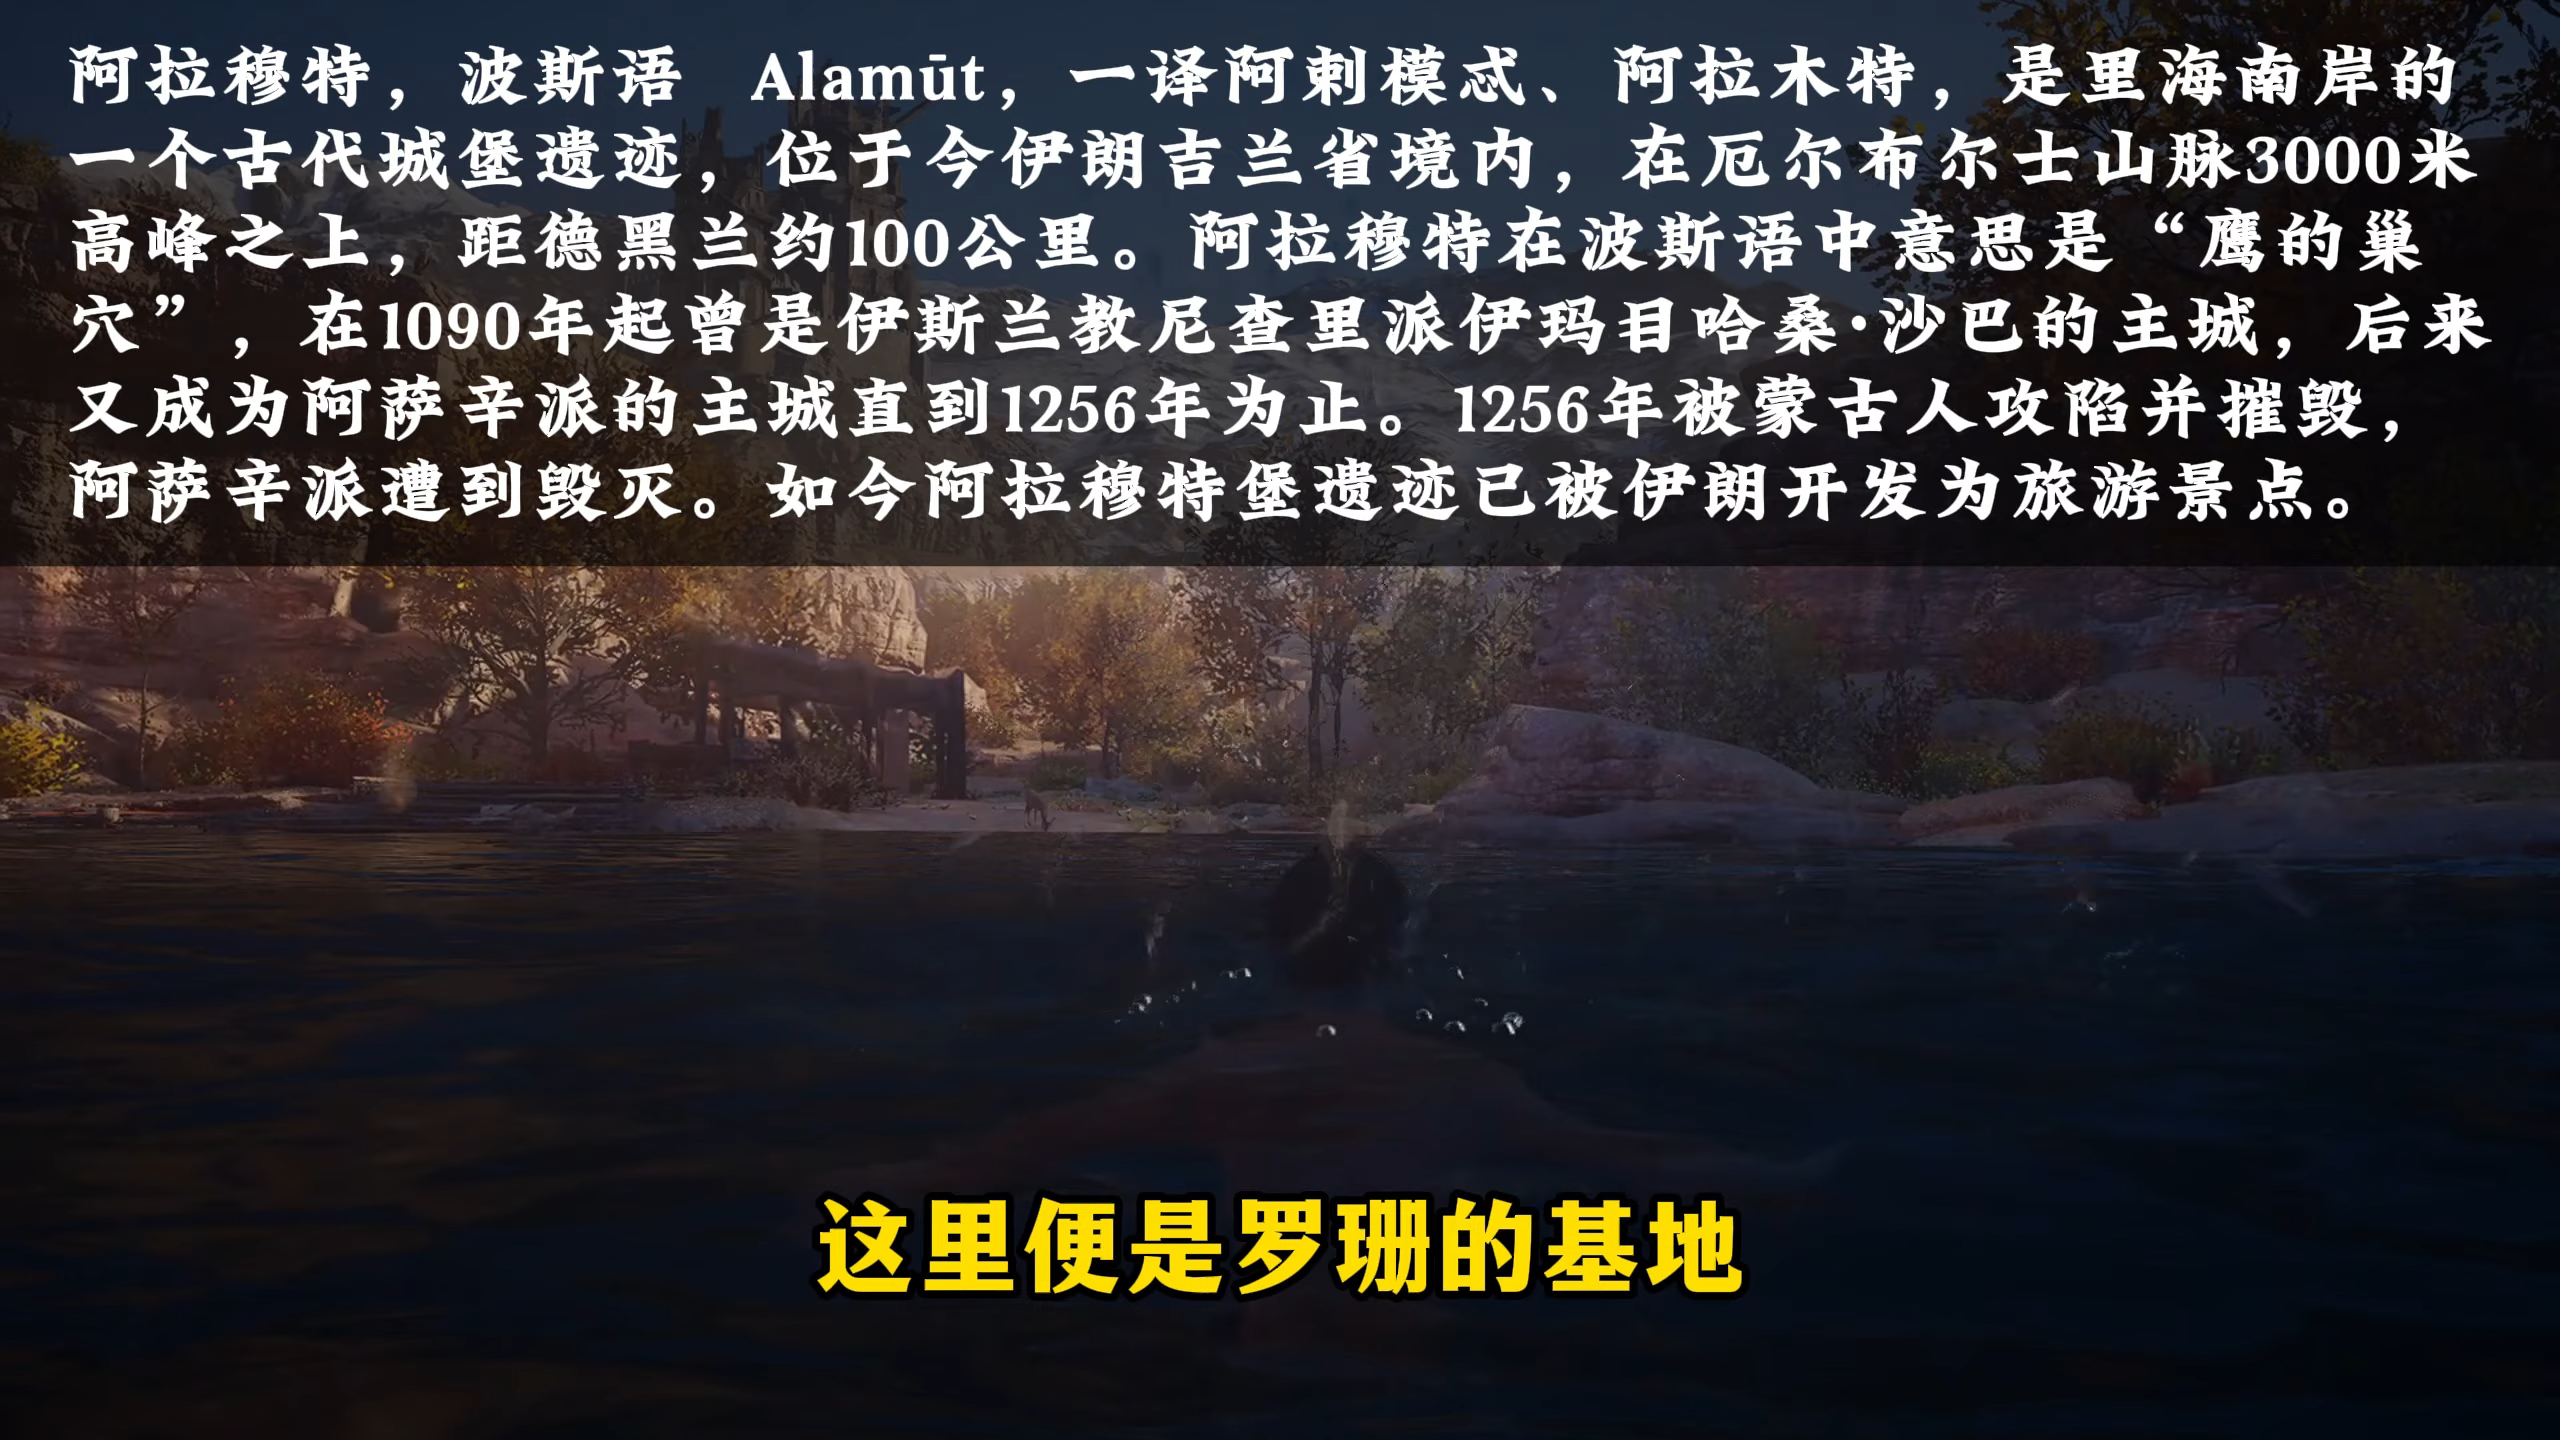 阿拉穆特，波斯语 Alamūt，一译阿剌模忒、阿拉木特，是里海南岸的
一个古代城堡遗迹，位于今伊朗吉兰省境内，在厄尔布尔士山脉3000米
高峰之上，距德黑兰约100公里。阿拉穆特在波斯语中意思是“鹰的巢
穴”，在1090年起曾是伊斯兰教尼查里派伊玛目哈桑·沙巴的主城，后来
又成为阿萨辛派的主城直到1256年为止。1256年被蒙古人攻陷并摧毁，
阿萨辛派遭到毁灭。如今阿拉穆特堡遗迹已被伊朗开发为旅游景点。
这里便是罗珊的基地